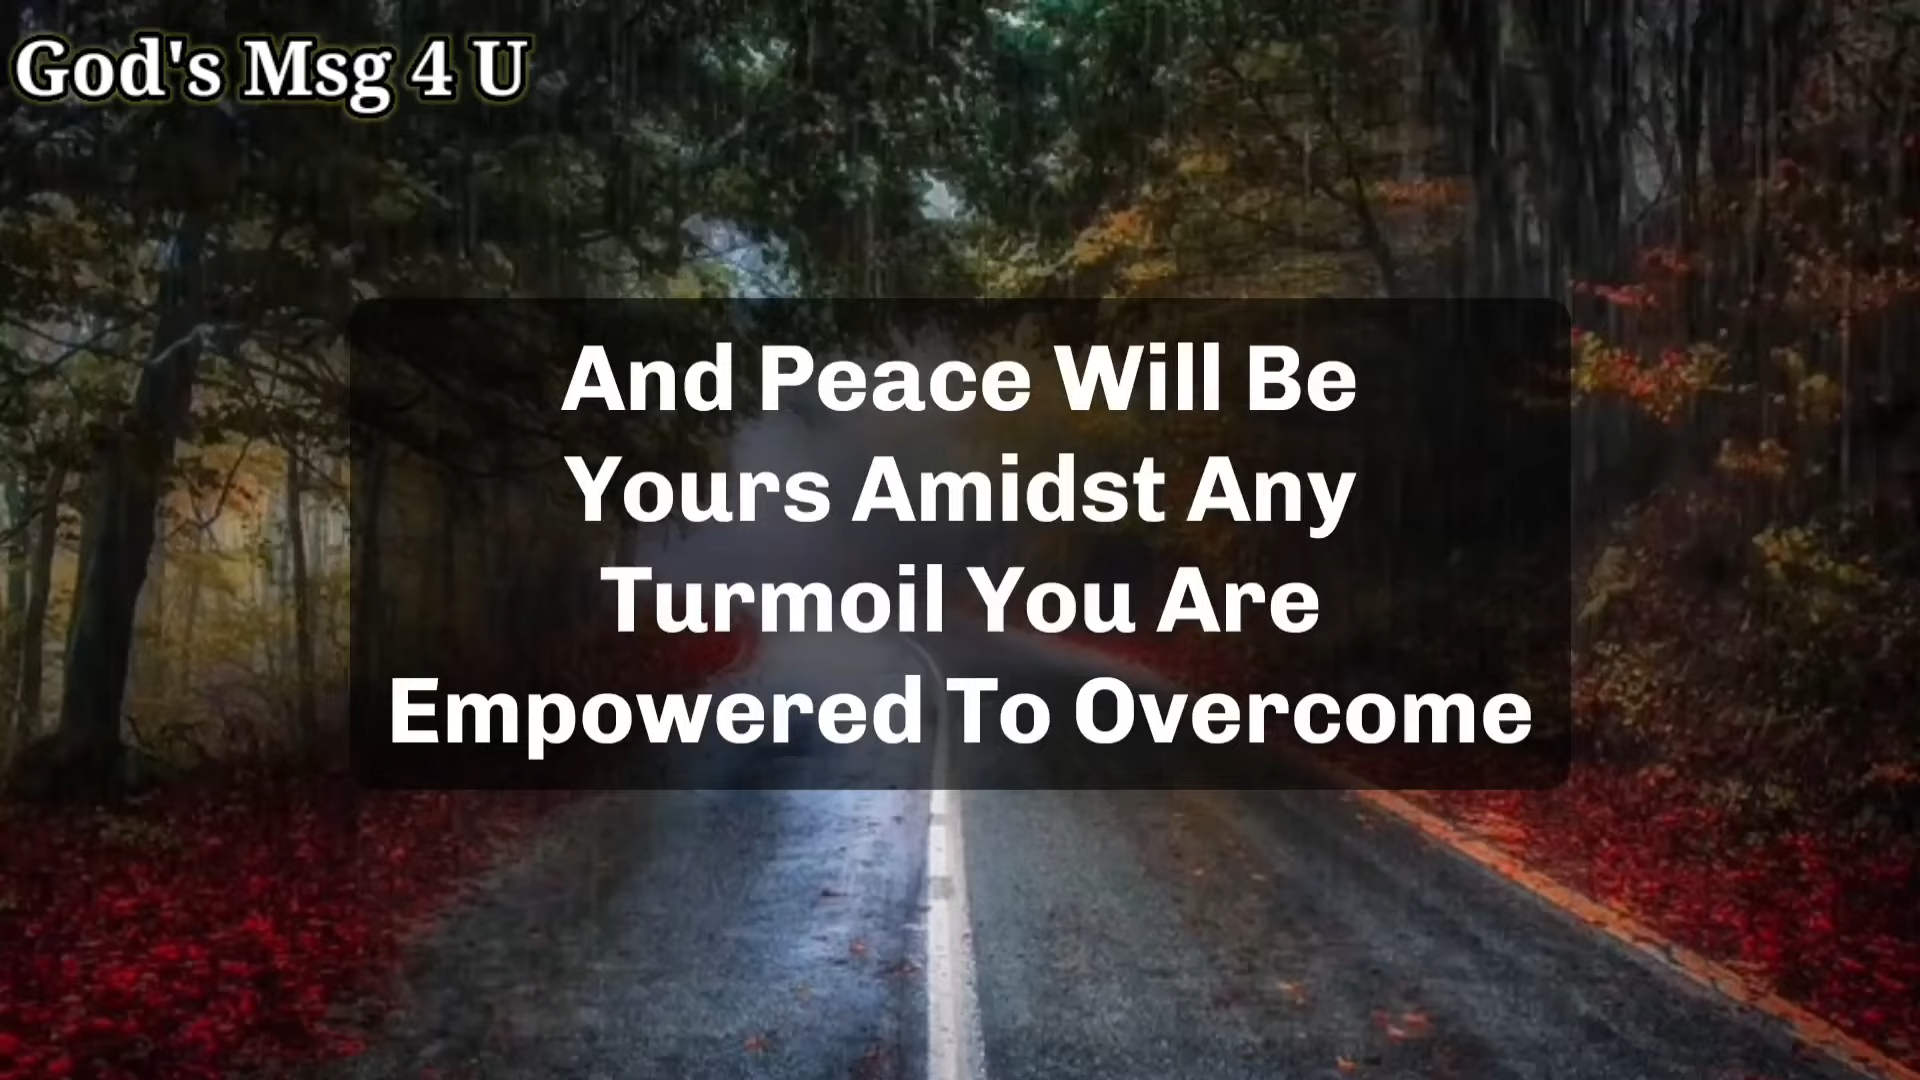 God's Msg 4 U
And Peace Will Be
Yours Amidst Any
Turmoil You Are
Empowered To Overcome